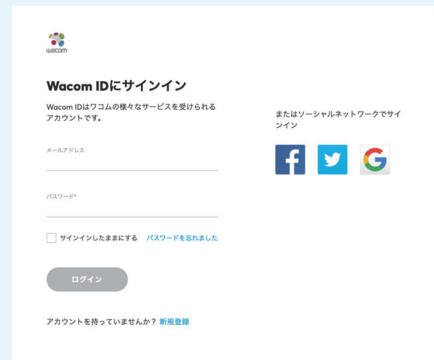 wacom
Wacom IDにサインイン
Wacom IDはワコムの様々なサービスを受けられる
アカウントです。
メールアドレス
パスワード*
サインインしたままにする パスワードを忘れました
ログイン
アカウントを持っていませんか？ 新規登録
またはソーシャルネットワークでサイ
ンイン